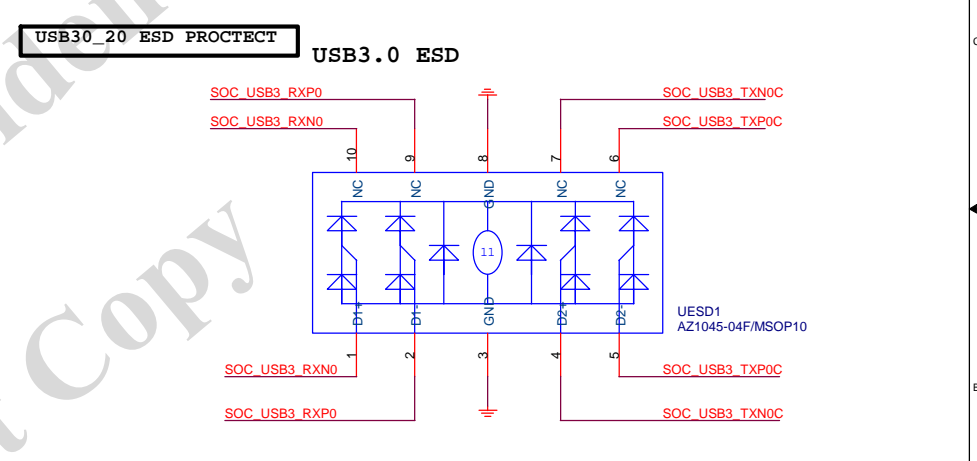 USB30_20 ESD PROCTECT
USB3.0 ESD
SOC_USB3_RXP0
SOC_USB3_TXN0C
SOC_USB3_RXN0
SOC_USB3_TXP0C
10 9 8 7 6
NC NC GND NC NC
11
D1+ D1- GND D2+ D2-
UESD1
AZ1045-04F/MSOP10
1 2 3 4 5
SOC_USB3_RXN0
SOC_USB3_TXP0C
SOC_USB3_RXP0
SOC_USB3_TXN0C
Copy